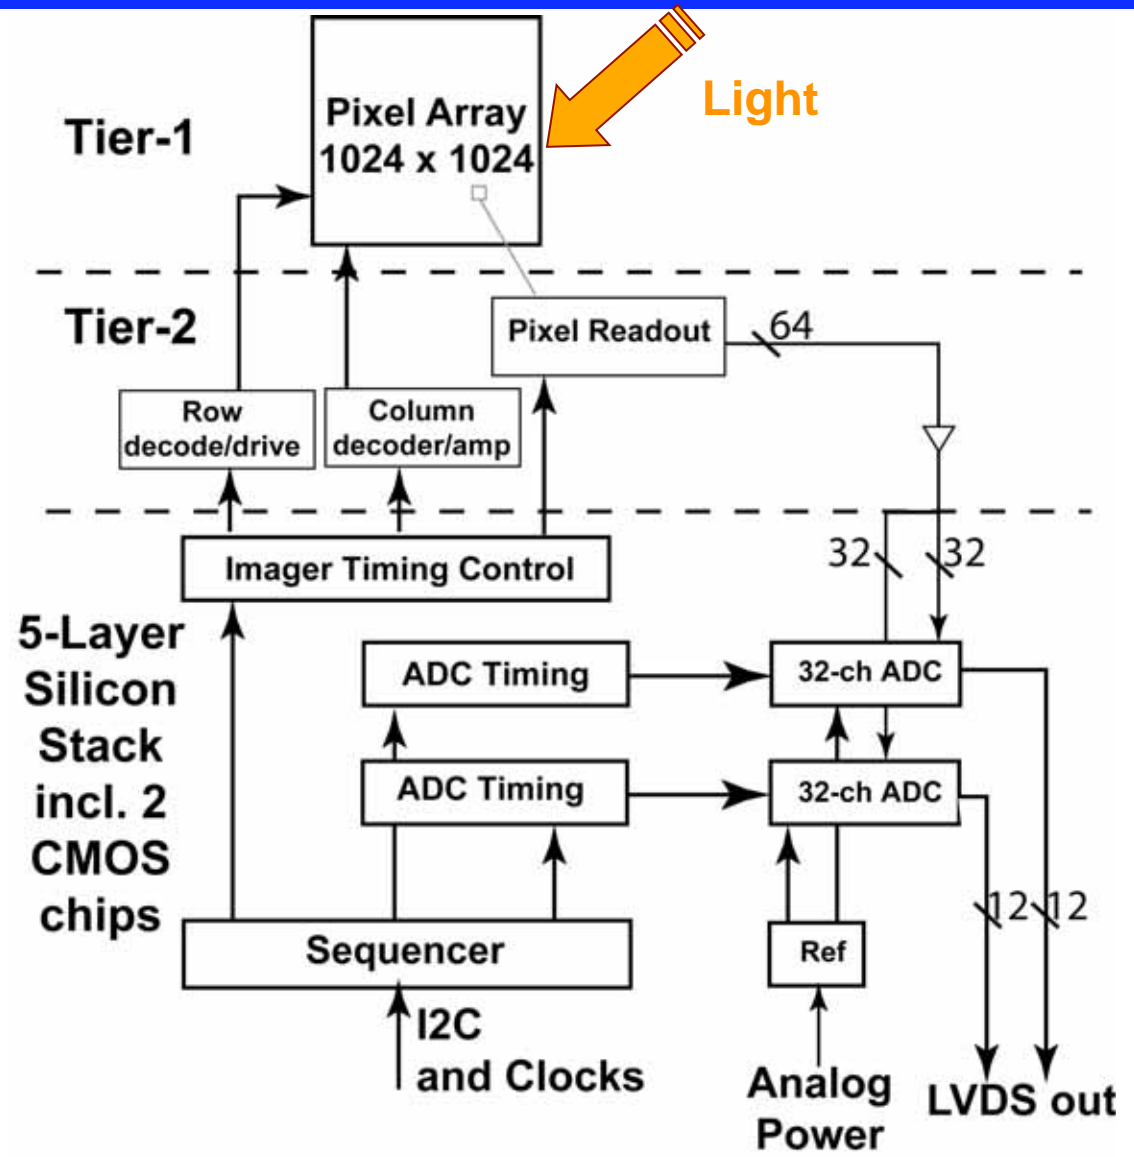 Light
Tier-1
Pixel Array
1024 x 1024
Tier-2
Pixel Readout
64
Row
decode/drive
Column
decoder/amp
32
32
Imager Timing Control
5-Layer
Silicon
Stack
incl. 2
CMOS
chips
ADC Timing
32-ch ADC
ADC Timing
32-ch ADC
12
12
Sequencer
Ref
I2C
and Clocks
Analog
Power
LVDS out